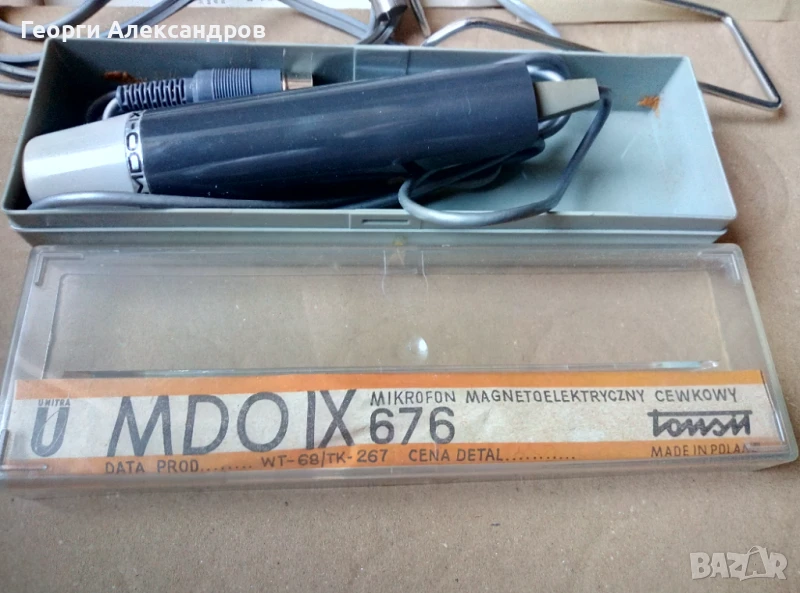 Георги Александров
MDO
UNITRA
MDO IX 676
MIKROFON MAGNETOELEKTRYCZNY CEWKOWY
Tonsil
DATA PROD........ WT-68/TK-267 CENA DETAL...........
MADE IN POLAND
BAZAR